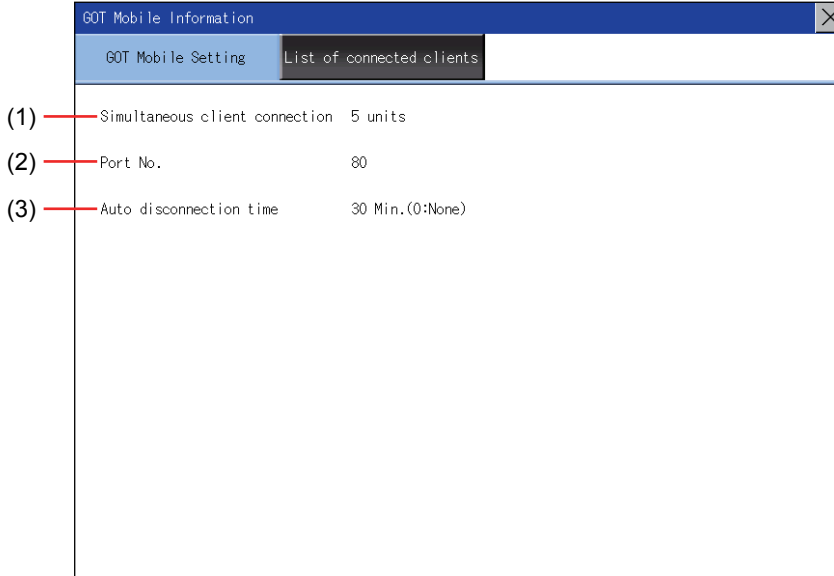 GOT Mobile Information
GOT Mobile Setting List of connected clients
(1) Simultaneous client connection 5 units
(2) Port No. 80
(3) Auto disconnection time 30 Min.(0:None)